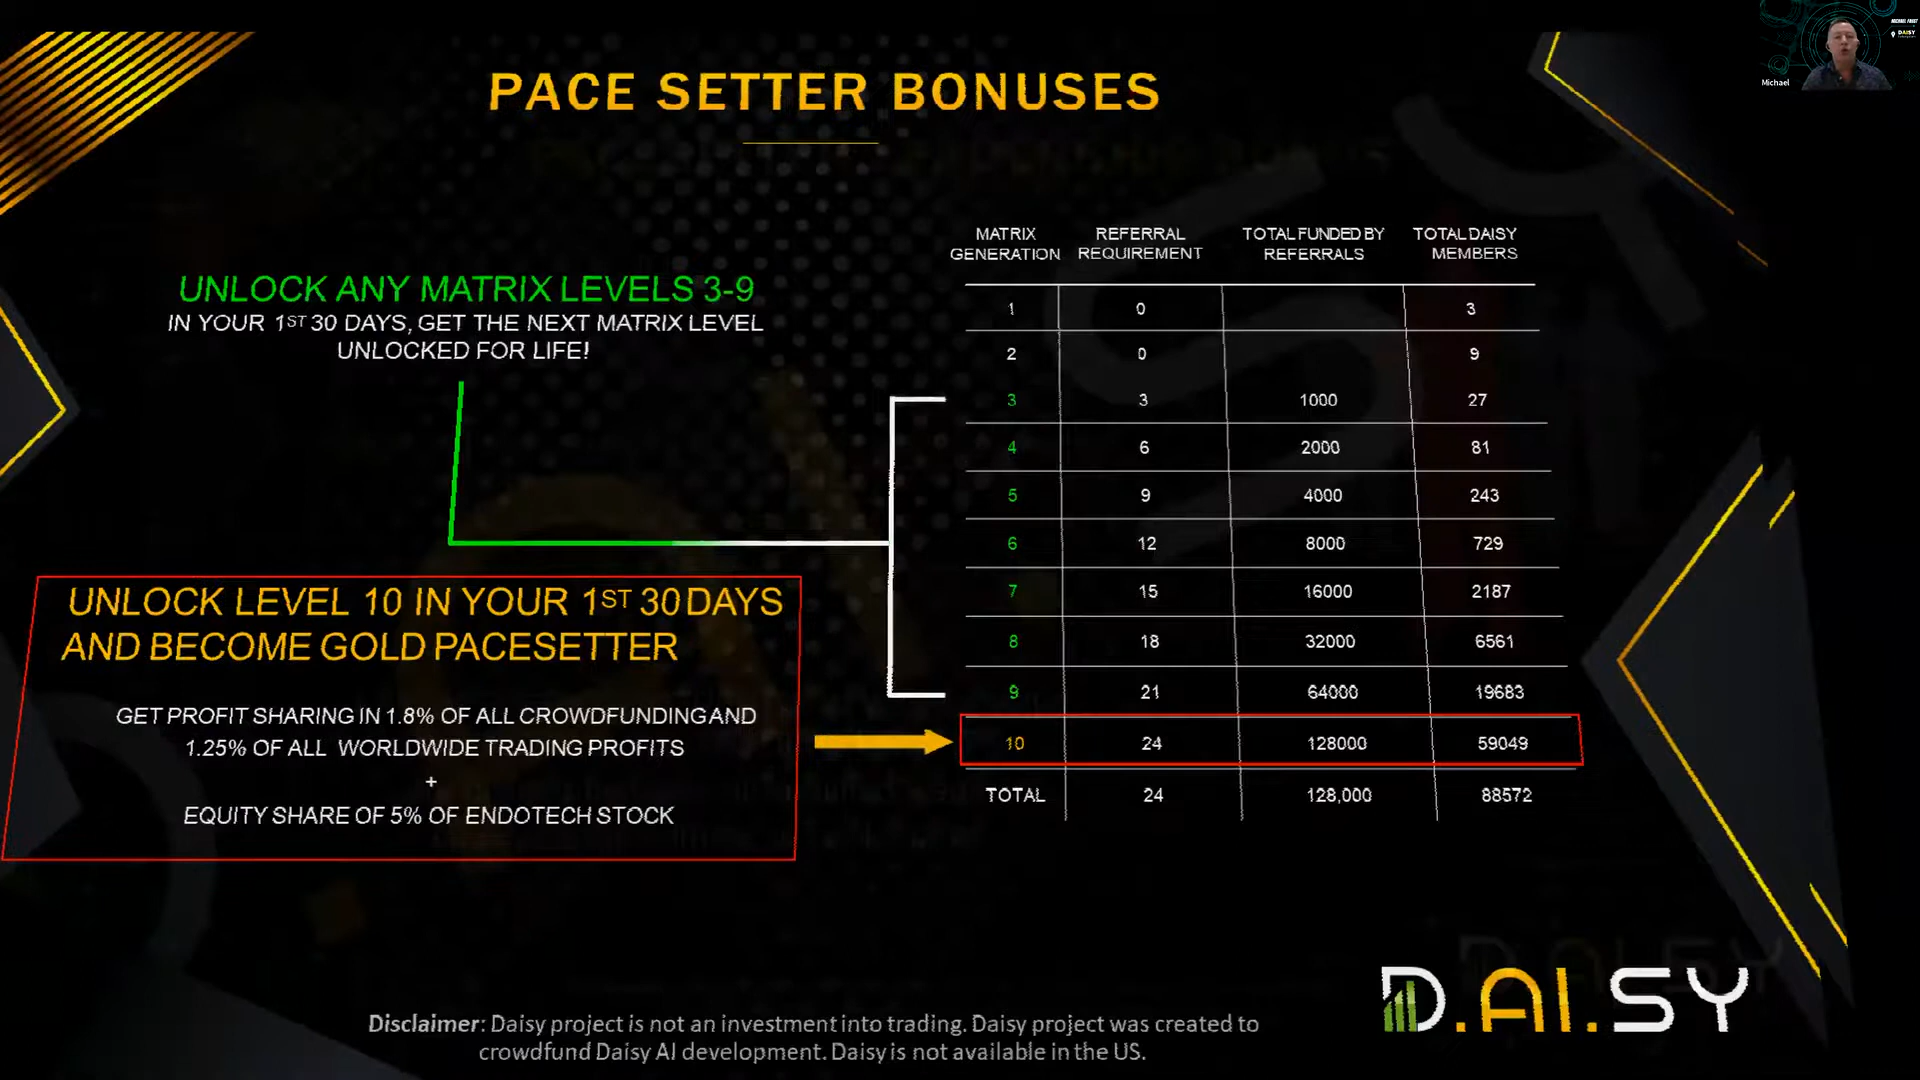 PACE SETTER BONUSES
Michael
DAISY
UNLOCK ANY MATRIX LEVELS 3-9
IN YOUR 1ST 30 DAYS, GET THE NEXT MATRIX LEVEL
UNLOCKED FOR LIFE!
UNLOCK LEVEL 10 IN YOUR 1ST 30 DAYS
AND BECOME GOLD PACESETTER
GET PROFIT SHARING IN 1.8% OF ALL CROWDFUNDING AND
1.25% OF ALL WORLDWIDE TRADING PROFITS
+
EQUITY SHARE OF 5% OF ENDOTECH STOCK
MATRIX GENERATION REFERRAL REQUIREMENT TOTAL FUNDED BY REFERRALS TOTAL DAISY MEMBERS
1 0 3
2 0 9
3 3 1000 27
4 6 2000 81
5 9 4000 243
6 12 8000 729
7 15 16000 2187
8 18 32000 6561
9 21 64000 19683
10 24 128000 59049
TOTAL 24 128,000 88572
D.AI.SY
Disclaimer: Daisy project is not an investment into trading. Daisy project was created to
crowdfund Daisy AI development. Daisy is not available in the US.